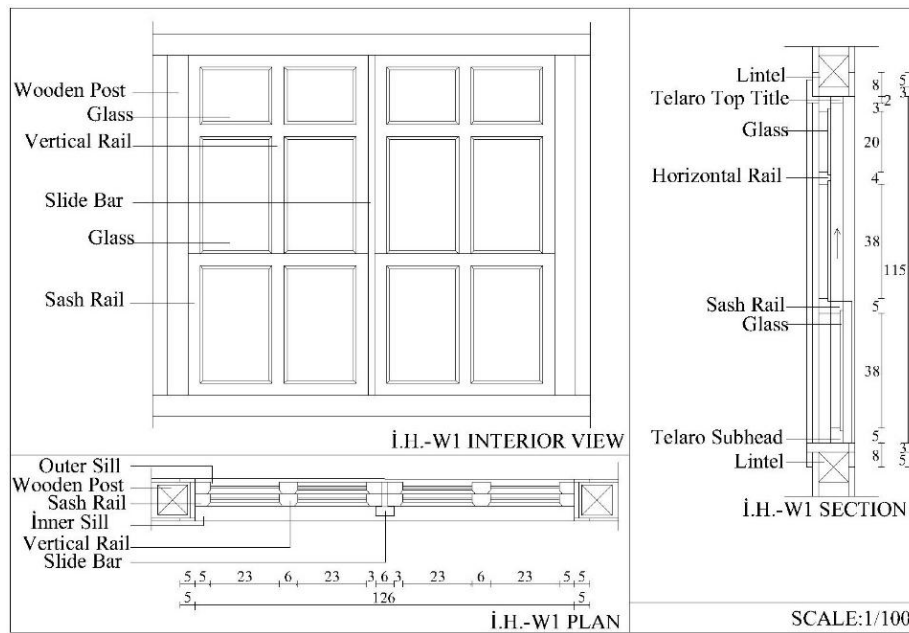 Wooden Post
Glass
Vertical Rail
Slide Bar
Glass
Sash Rail
İ.H.-W1 INTERIOR VIEW
Outer Sill
Wooden Post
Sash Rail
İnner Sill
Vertical Rail
Slide Bar
5 5 23 6 23 3 6 3 23 6 23 5 5
5 126 5
İ.H.-W1 PLAN
Lintel
Telaro Top Title
Glass
Horizontal Rail
Sash Rail
Glass
Telaro Subhead
Lintel
8 5
3
3 2
20
4
38
115
5
38
5
3
8 5
İ.H.-W1 SECTION
SCALE:1/100